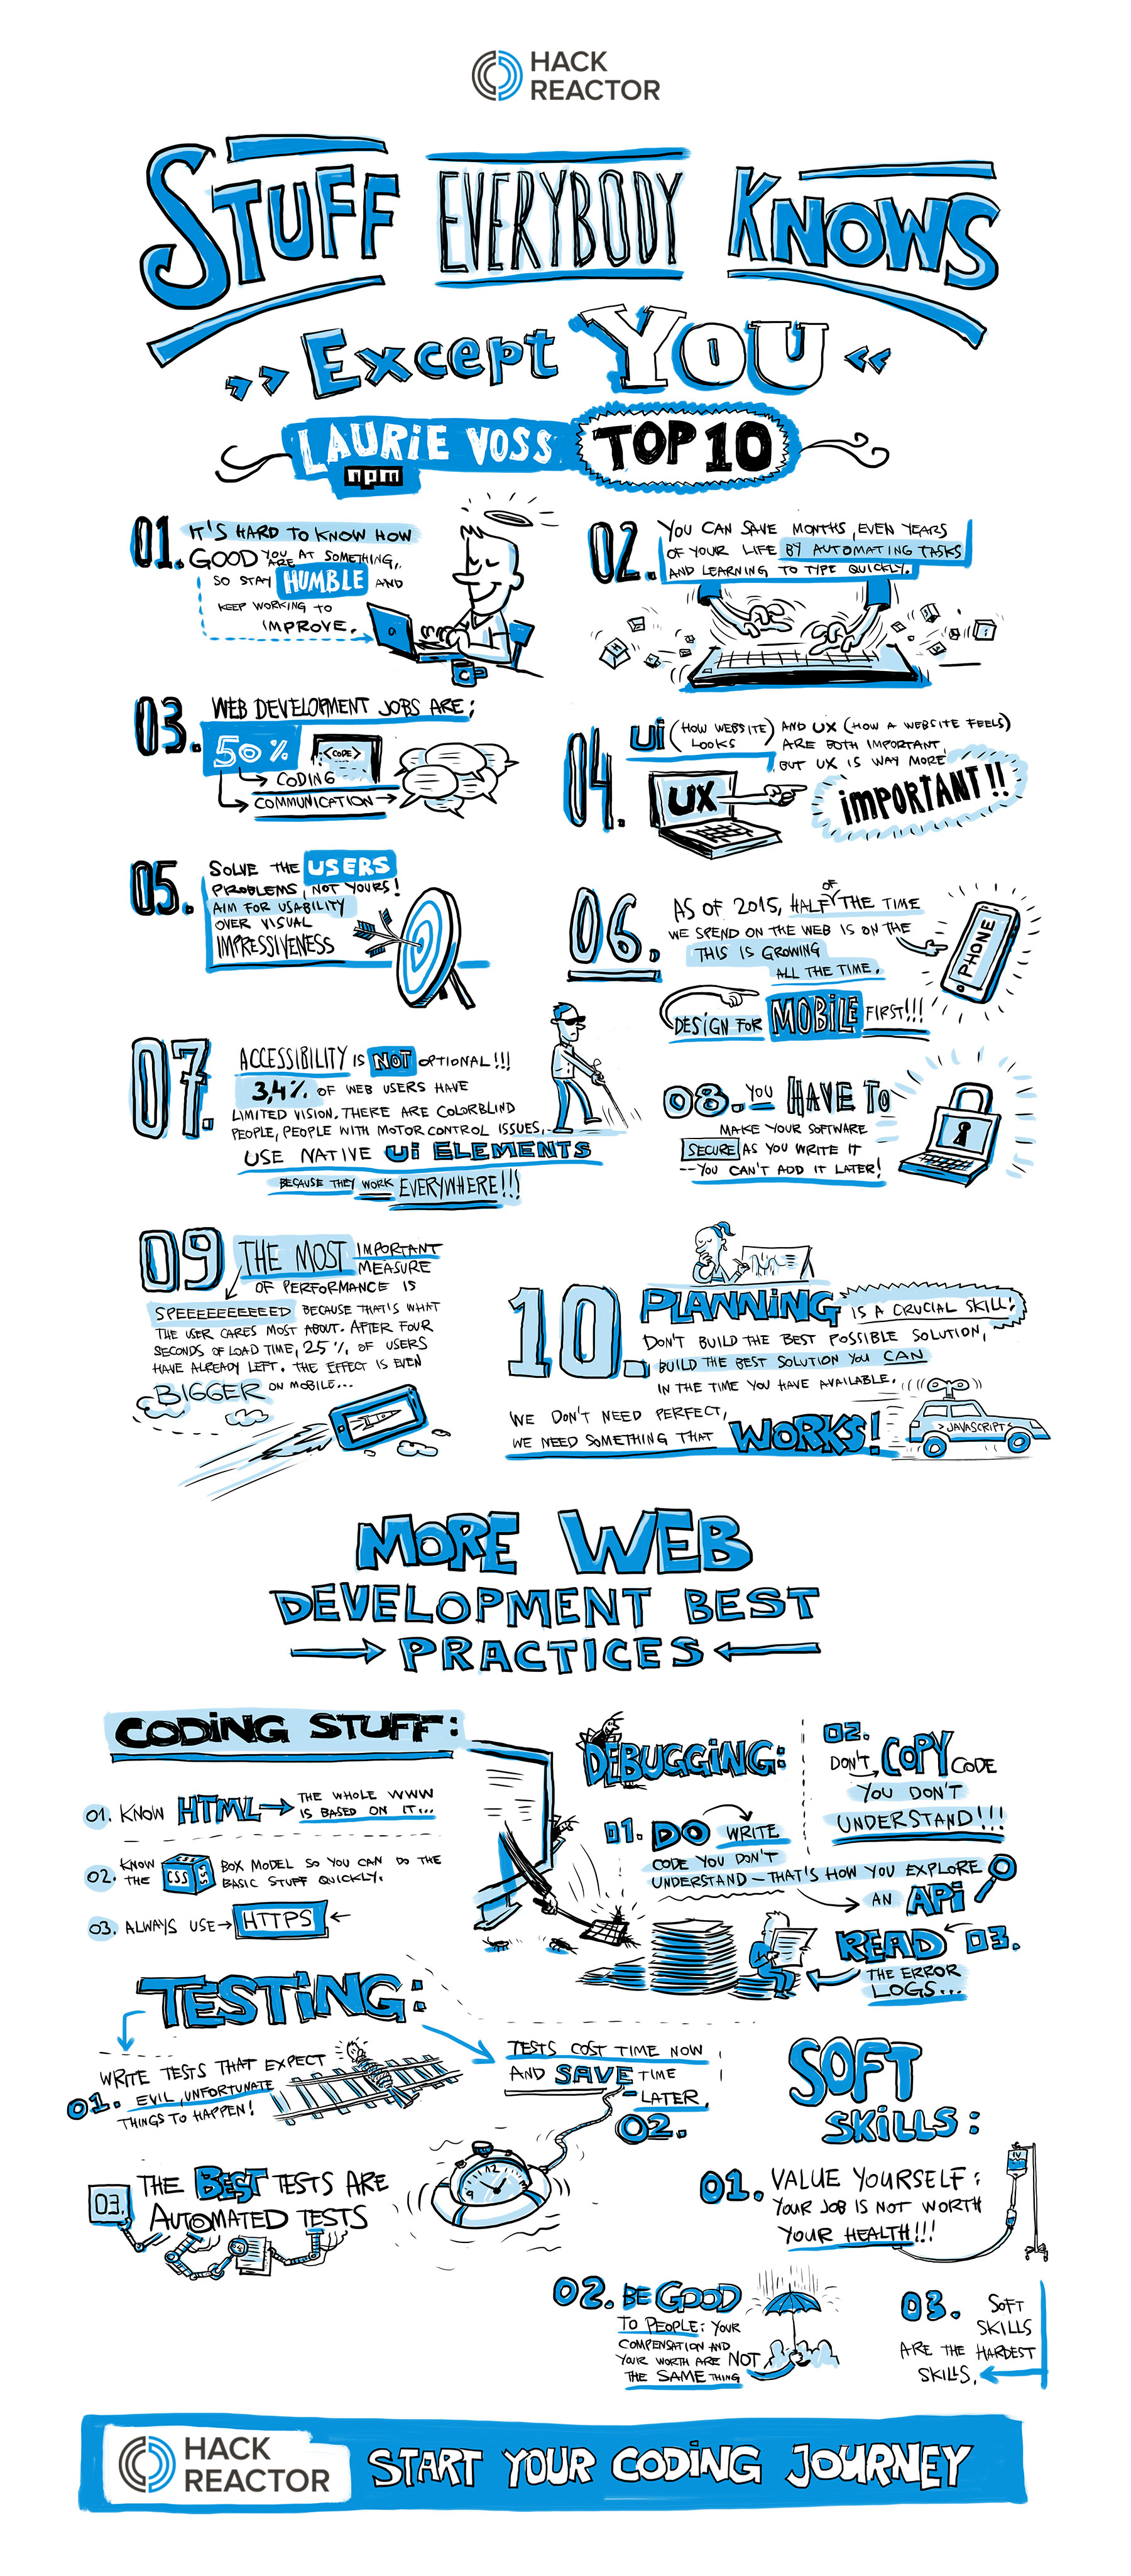 HACK
REACTOR
STUFF EVERYBODY KNOWS
Except YOU
LAURiE VOSS
npm
TOP 10
01. IT'S HARD TO KNOW HOW
GOOD YOU ARE AT SOMETHING,
SO STAY HUMBLE AND
KEEP WORKING TO
IMPROVE.
02. YOU CAN SAVE MONTHS, EVEN YEARS
OF YOUR LIFE BY AUTOMATING TASKS
AND LEARNING TO TYPE QUICKLY.
03. WEB DEVELOPMENT JOBS ARE:
50%
<CODE>
CODING
COMMUNICATION
04. Ui (HOW WEBSITE LOOKS) AND UX (HOW A WEBSITE FEELS)
ARE BOTH IMPORTANT,
BUT UX IS WAY MORE
UX
iMPORTANT!!
05. SOLVE THE USERS
PROBLEMS, NOT YOURS!
AIM FOR USABILITY
OVER VISUAL
IMPRESSIVENESS
06. AS OF 2015, HALF OF THE TIME
WE SPEND ON THE WEB IS ON THE
PHONE
THIS IS GROWING
ALL THE TIME.
DESIGN FOR MOBiLE FIRST!!!
07. ACCESSIBILITY IS NOT OPTIONAL!!!
3,4% OF WEB USERS HAVE
LIMITED VISION. THERE ARE COLORBLIND
PEOPLE, PEOPLE WITH MOTOR CONTROL ISSUES,..
USE NATIVE Ui ELEMENTS
BECAUSE THEY WORK EVERYWHERE!!!
08. YOU HAVE TO
MAKE YOUR SOFTWARE
SECURE AS YOU WRITE IT
--YOU CAN'T ADD IT LATER!
09 THE MOST IMPORTANT
MEASURE
OF PERFORMANCE IS
SPEEEEEEEEEED BECAUSE THAT'S WHAT
THE USER CARES MOST ABOUT. AFTER FOUR
SECONDS OF LOAD TIME, 25% OF USERS
HAVE ALREADY LEFT. THE EFFECT IS EVEN
BIGGER ON MOBILE...
10. PLANNiNG IS A CRUCIAL SKILL!
DON'T BUILD THE BEST POSSIBLE SOLUTION,
BUILD THE BEST SOLUTION YOU CAN
IN THE TIME YOU HAVE AVAILABLE.
WE DON'T NEED PERFECT,
WE NEED SOMETHING THAT WORKS!
>JAVASCRIPT<
MORE WEB
DEVELOPMENT BEST
PRACTICES
CODiNG STUFF:
01. KNOW HTML THE WHOLE WWW
IS BASED ON IT...
02. KNOW THE CSS BOX MODEL SO YOU CAN DO THE
BASIC STUFF QUICKLY.
03. ALWAYS USE HTTPS
DEBUGGiNG:
01. DO WRITE
CODE YOU DON'T
UNDERSTAND – THAT'S HOW YOU EXPLORE
AN APi
02.
DON'T COPY CODE
YOU DON'T
UNDERSTAND!!!
READ 03.
THE ERROR
LOGS...
TESTiNG:
WRITE TESTS THAT EXPECT
01. EVIL, UNFORTUNATE
THINGS TO HAPPEN!
TESTS COST TIME NOW
AND SAVE TIME
LATER.
02.
12
9
03. THE BEST TESTS ARE
AUTOMATED TESTS
SOFT
SKiLLS:
01. VALUE YOURSELF:
YOUR JOB IS NOT WORTH
YOUR HEALTH!!!
IV
02. BE GOOD
TO PEOPLE: YOUR
COMPENSATION AND
YOUR WORTH ARE NOT
THE SAME THING
03. SOFT
SKILLS
ARE THE HARDEST
SKILLS.
HACK
REACTOR
START YOUR CODiNG JOURNEY